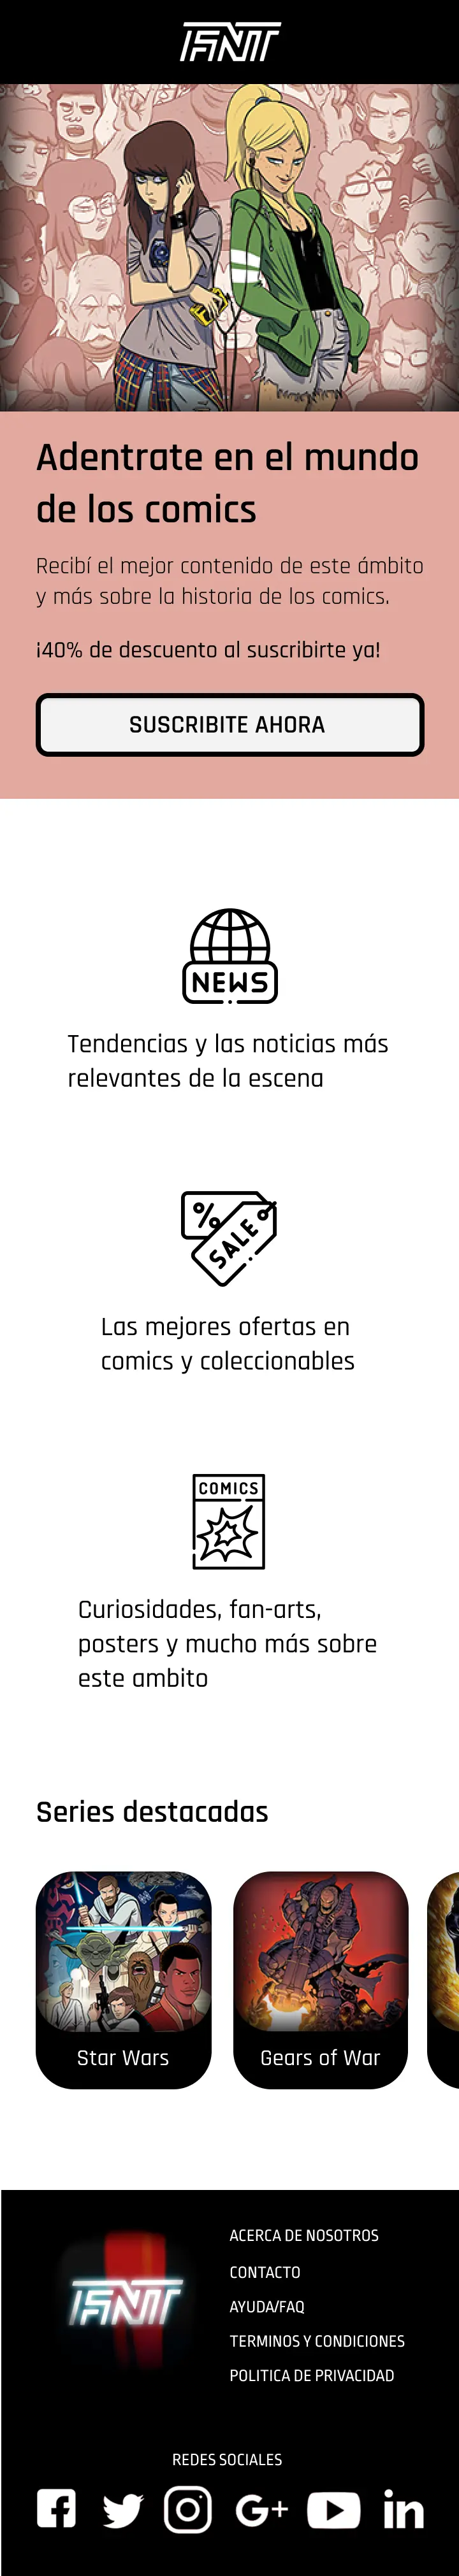 FNT
Adentrate en el mundo
de los comics
Recibí el mejor contenido de este ámbito
y más sobre la historia de los comics.
¡40% de descuento al suscribirte ya!
SUSCRIBITE AHORA
NEWS
Tendencias y las noticias más
relevantes de la escena
%
SALE
Las mejores ofertas en
comics y coleccionables
COMICS
Curiosidades, fan-arts,
posters y mucho más sobre
este ambito
Series destacadas
Star Wars
Gears of War
FNT
ACERCA DE NOSOTROS
CONTACTO
AYUDA/FAQ
TERMINOS Y CONDICIONES
POLITICA DE PRIVACIDAD
REDES SOCIALES
G+
in